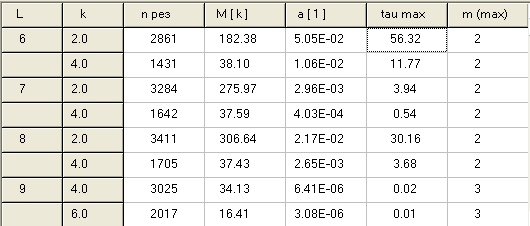 L k n рез M [ k ] a [ 1 ] tau max m (max)
6 2.0 2861 182.38 5.05E-02 56.32 2
4.0 1431 38.10 1.06E-02 11.77 2
7 2.0 3284 275.97 2.96E-03 3.94 2
4.0 1642 37.59 4.03E-04 0.54 2
8 2.0 3411 306.64 2.17E-02 30.16 2
4.0 1705 37.43 2.65E-03 3.68 2
9 4.0 3025 34.13 6.41E-06 0.02 3
6.0 2017 16.41 3.08E-06 0.01 3